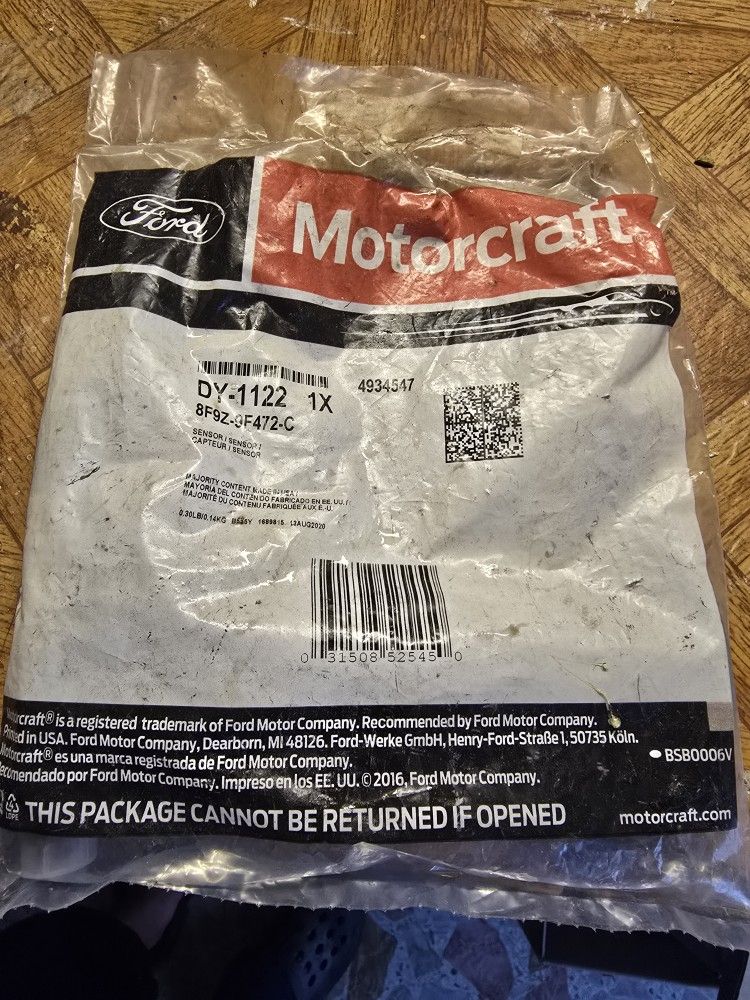 Ford
Motorcraft
DY-1122 1X
4934547
8F9Z-9F472-C
SENSOR / SENSOR /
CAPTEUR / SENSOR
MAJORITY CONTENT MADE IN USA /
MAYORIA DEL CONTENIDO FABRICADO EN EE. UU. /
MAJORITÉ DU CONTENU FABRIQUÉE AUX E.-U.
0.30LB/0.14KG 1689815 12AUG2020
0 31508 52545 0
Motorcraft® is a registered trademark of Ford Motor Company. Recommended by Ford Motor Company.
Printed in USA. Ford Motor Company, Dearborn, MI 48126. Ford-Werke GmbH, Henry-Ford-Straße 1, 50735 Köln.
Motorcraft® es una marca registrada de Ford Motor Company.
Recomendado por Ford Motor Company. Impreso en los EE. UU. © 2016, Ford Motor Company.
BSB0006V
LDPE
THIS PACKAGE CANNOT BE RETURNED IF OPENED
motorcraft.com